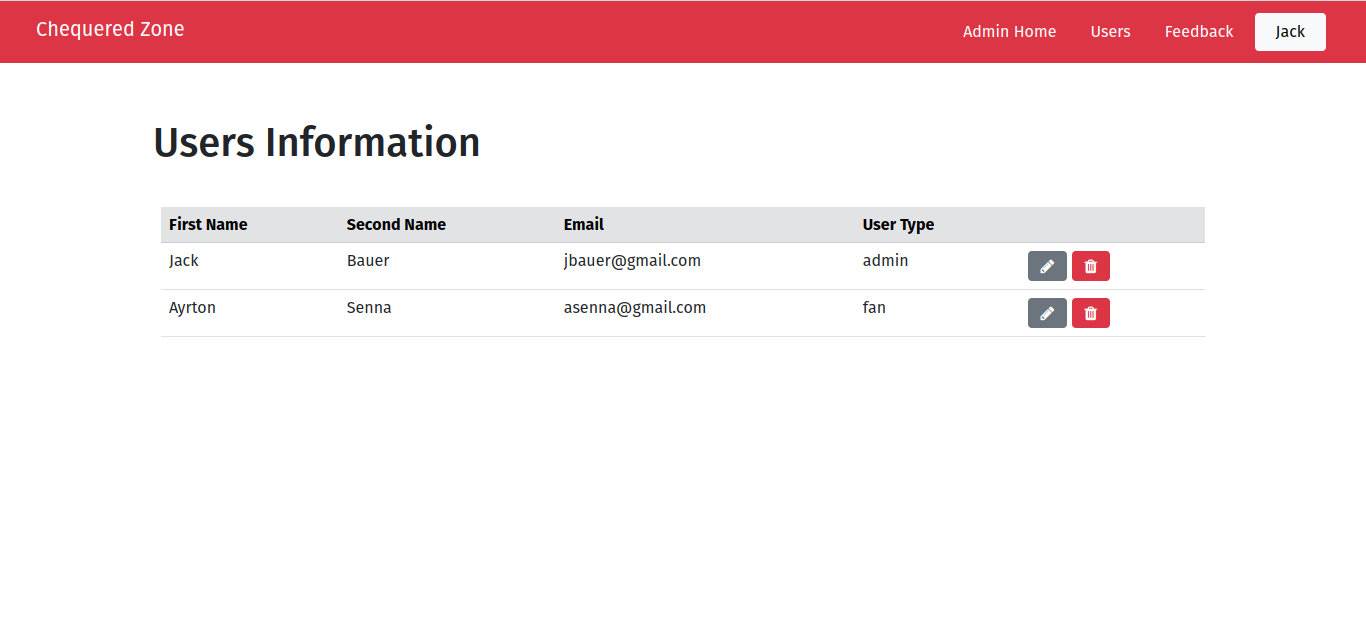 Chequered Zone Admin Home Users Feedback Jack
Users Information
First Name Second Name Email User Type
Jack Bauer jbauer@gmail.com admin
Ayrton Senna asenna@gmail.com fan